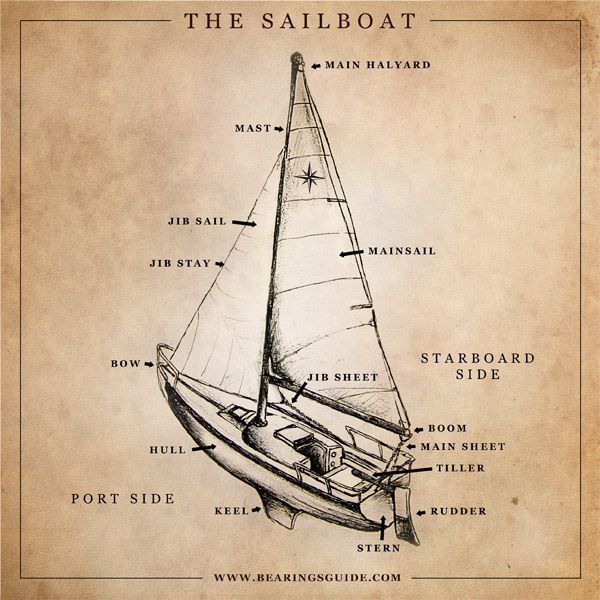 THE SAILBOAT
MAIN HALYARD
MAST
JIB SAIL
MAINSAIL
JIB STAY
STARBOARD
SIDE
BOW
JIB SHEET
BOOM
MAIN SHEET
HULL
TILLER
PORT SIDE
KEEL
RUDDER
STERN
WWW.BEARINGSGUIDE.COM